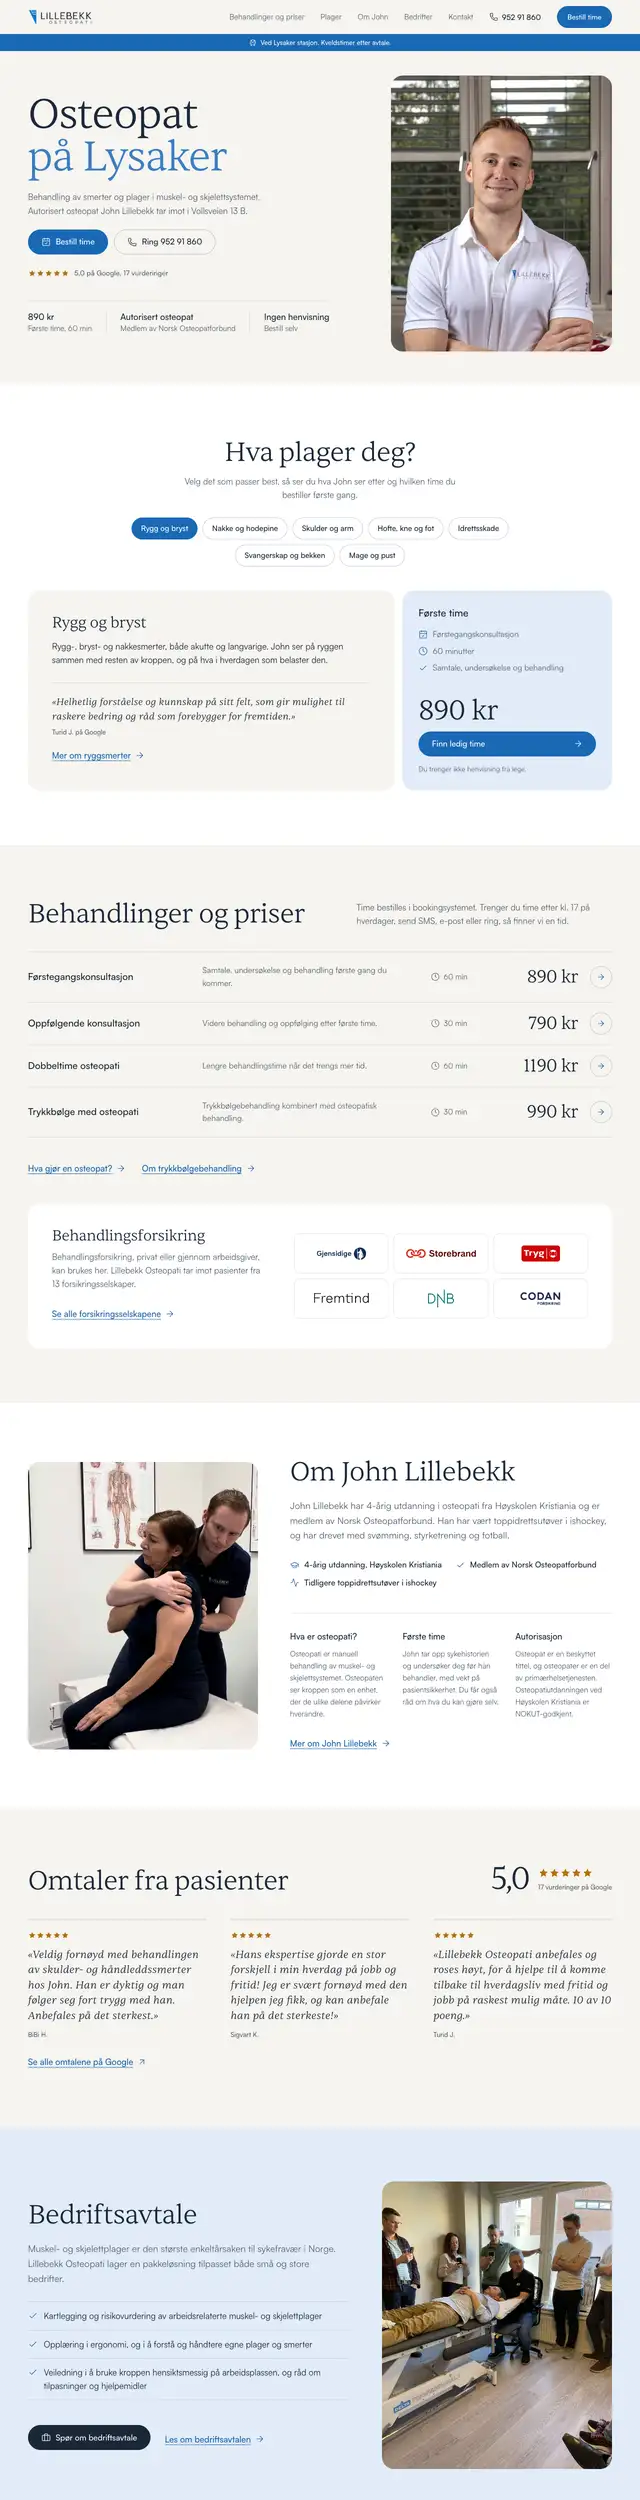 LILLEBEKK
OSTEOPATI
Behandlinger og priser
Plager
Om John
Bedrifter
Kontakt
952 91 860
Bestill time
Ved Lysaker stasjon. Kveldstimer etter avtale.
Osteopat
på Lysaker
Behandling av smerter og plager i muskel- og skjelettsystemet.
Autorisert osteopat John Lillebekk tar imot i Vollsveien 13 B.
Bestill time
Ring 952 91 860
5,0 på Google, 17 vurderinger
890 kr
Første time, 60 min
Autorisert osteopat
Medlem av Norsk Osteopatforbund
Ingen henvisning
Bestill selv
LILLEBEKK
Hva plager deg?
Velg det som passer best, så ser du hva John ser etter og hvilken time du
bestiller første gang.
Rygg og bryst
Nakke og hodepine
Skulder og arm
Hofte, kne og fot
Idrettsskade
Svangerskap og bekken
Mage og pust
Rygg og bryst
Rygg-, bryst- og nakkesmerter, både akutte og langvarige. John ser på ryggen
sammen med resten av kroppen, og på hva i hverdagen som belaster den.
«Helhetlig forståelse og kunnskap på sitt felt, som gir mulighet til
raskere bedring og råd som forebygger for fremtiden.»
Turid J. på Google
Mer om ryggsmerter
Første time
Førstegangskonsultasjon
60 minutter
Samtale, undersøkelse og behandling
890 kr
Finn ledig time
Du trenger ikke henvisning fra lege.
Behandlinger og priser
Time bestilles i bookingsystemet. Trenger du time etter kl. 17 på
hverdager, send SMS, e-post eller ring, så finner vi en tid.
Førstegangskonsultasjon
Samtale, undersøkelse og behandling første gang du
kommer.
60 min
890 kr
Oppfølgende konsultasjon
Videre behandling og oppfølging etter første time.
30 min
790 kr
Dobbeltime osteopati
Lengre behandlingstime når det trengs mer tid.
60 min
1190 kr
Trykkbølge med osteopati
Trykkbølgebehandling kombinert med osteopatisk
behandling.
30 min
990 kr
Hva gjør en osteopat?
Om trykkbølgebehandling
Behandlingsforsikring
Behandlingsforsikring, privat eller gjennom arbeidsgiver,
kan brukes her. Lillebekk Osteopati tar imot pasienter fra
13 forsikringsselskaper.
Se alle forsikringsselskapene
Gjensidige
Storebrand
Tryg
Fremtind
DNB
CODAN
FORSIKRING
Om John Lillebekk
John Lillebekk har 4-årig utdanning i osteopati fra Høyskolen Kristiania og er
medlem av Norsk Osteopatforbund. Han har vært toppidrettsutøver i ishockey,
og har drevet med svømming, styrketrening og fotball.
4-årig utdanning, Høyskolen Kristiania
Medlem av Norsk Osteopatforbund
Tidligere toppidrettsutøver i ishockey
Hva er osteopati?
Osteopati er manuell
behandling av muskel- og
skjelettsystemet. Osteopaten
ser kroppen som en enhet,
der de ulike delene påvirker
hverandre.
Første time
John tar opp sykehistorien
og undersøker deg før han
behandler, med vekt på
pasientsikkerhet. Du får også
råd om hva du kan gjøre selv.
Autorisasjon
Osteopat er en beskyttet
tittel, og osteopater er en del
av primærhelsetjenesten.
Osteopatiutdanningen ved
Høyskolen Kristiania er
NOKUT-godkjent.
Mer om John Lillebekk
Omtaler fra pasienter
5,0
17 vurderinger på Google
«Veldig fornøyd med behandlingen
av skulder- og håndleddssmerter
hos John. Han er dyktig og man
følger seg fort trygg med han.
Anbefales på det sterkest.»
BiBi H.
«Hans ekspertise gjorde en stor
forskjell i min hverdag på jobb og
fritid! Jeg er svært fornøyd med den
hjelpen jeg fikk, og kan anbefale
han på det sterkeste!»
Sigvart K.
«Lillebekk Osteopati anbefales og
roses høyt, for å hjelpe til å komme
tilbake til hverdagsliv med fritid og
jobb på raskest mulig måte. 10 av 10
poeng.»
Turid J.
Se alle omtalene på Google
Bedriftsavtale
Muskel- og skjelettplager er den største enkeltårsaken til sykefravær i Norge.
Lillebekk Osteopati lager en pakkeløsning tilpasset både små og store
bedrifter.
Kartlegging og risikovurdering av arbeidsrelaterte muskel- og skjelettplager
Opplæring i ergonomi, og i å forstå og håndtere egne plager og smerter
Veiledning i å bruke kroppen hensiktsmessig på arbeidsplassen, og råd om
tilpasninger og hjelpemidler
Spør om bedriftsavtale
Les om bedriftsavtalen